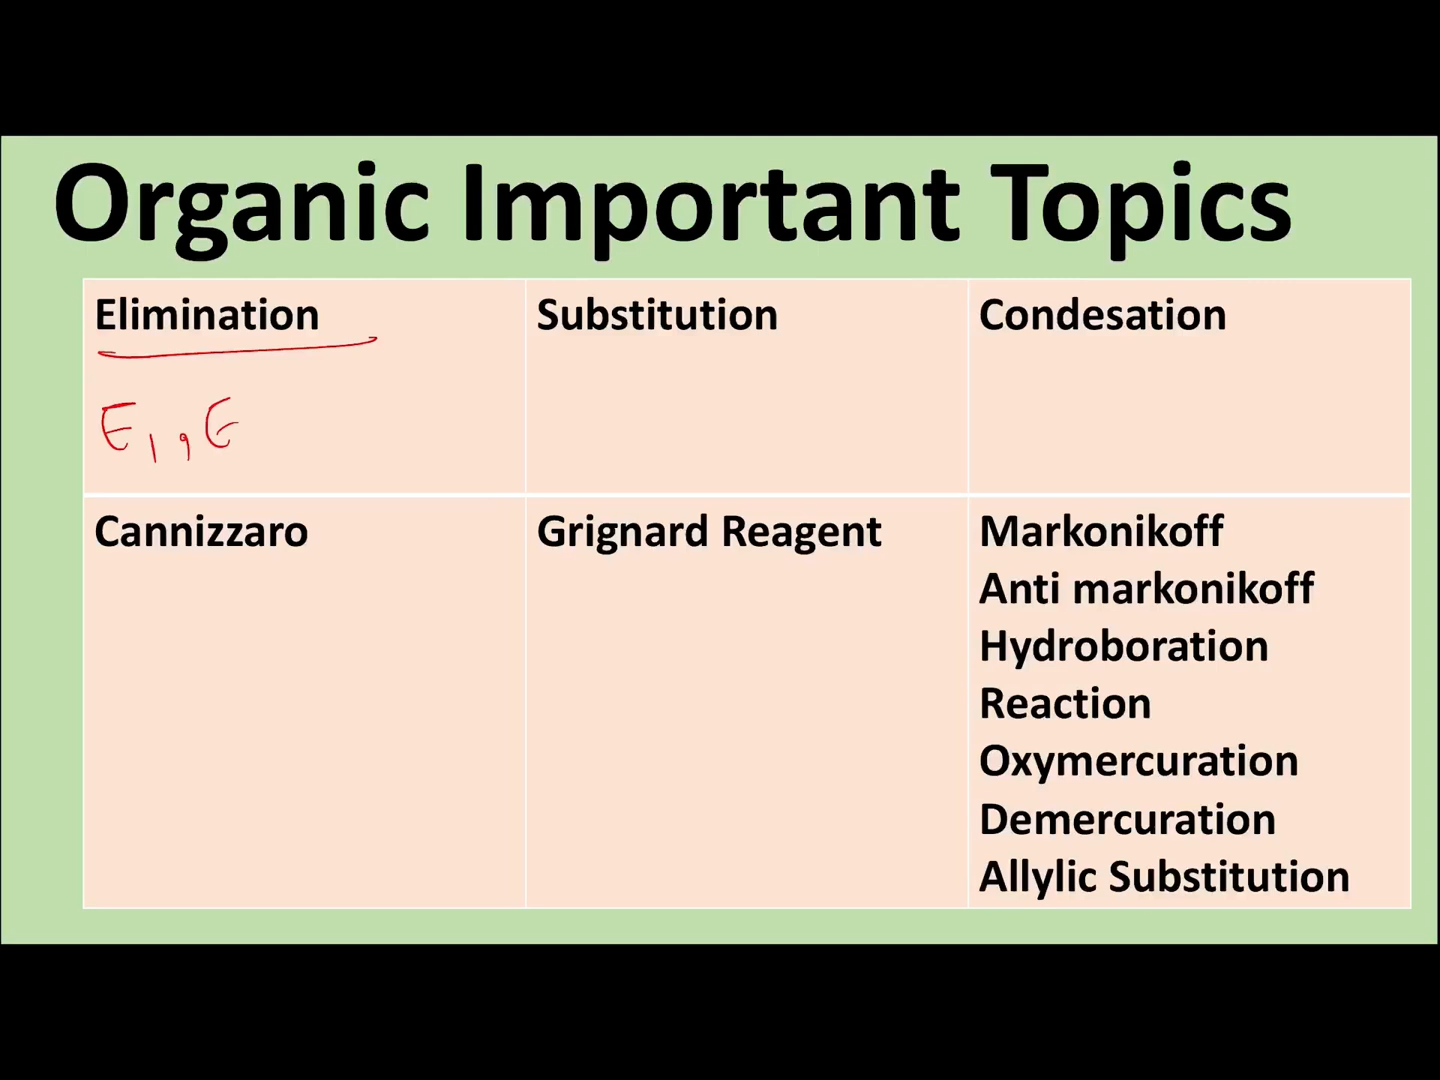 Organic Important Topics
Elimination
E1, E
Substitution
Condesation
Cannizzaro
Grignard Reagent
Markonikoff
Anti markonikoff
Hydroboration
Reaction
Oxymercuration
Demercuration
Allylic Substitution